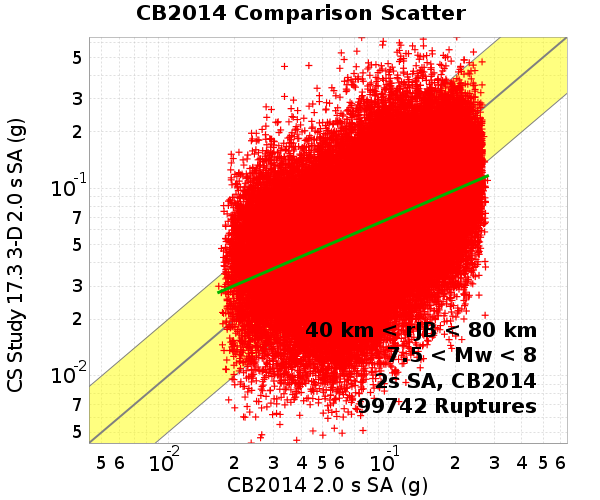 CB2014 Comparison Scatter
CS Study 17.3 3-D 2.0 s SA (g)
5
3
2
10-1
7
5
3
2
10-2
7
5
40 km < rJB < 80 km
7.5 < Mw < 8
2s SA, CB2014
99742 Ruptures
5 6 10-2 2 3 4 5 6 10-1 2 3 4 5 6
CB2014 2.0 s SA (g)